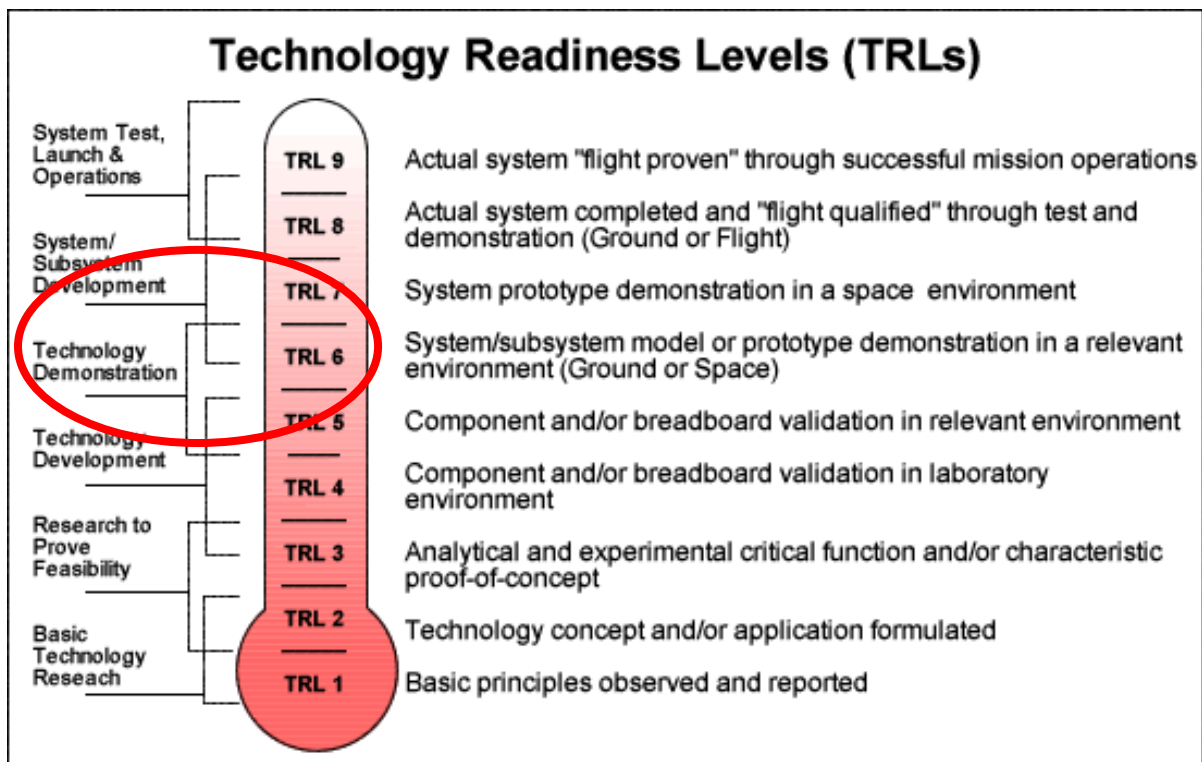 Technology Readiness Levels (TRLs)
System Test,
Launch &
Operations
System/
Subsystem
Development
Technology
Demonstration
Technology
Development
Research to
Prove
Feasibility
Basic
Technology
Reseach
TRL 9
TRL 8
TRL 7
TRL 6
TRL 5
TRL 4
TRL 3
TRL 2
TRL 1
Actual system "flight proven" through successful mission operations
Actual system completed and "flight qualified" through test and
demonstration (Ground or Flight)
System prototype demonstration in a space environment
System/subsystem model or prototype demonstration in a relevant
environment (Ground or Space)
Component and/or breadboard validation in relevant environment
Component and/or breadboard validation in laboratory
environment
Analytical and experimental critical function and/or characteristic
proof-of-concept
Technology concept and/or application formulated
Basic principles observed and reported